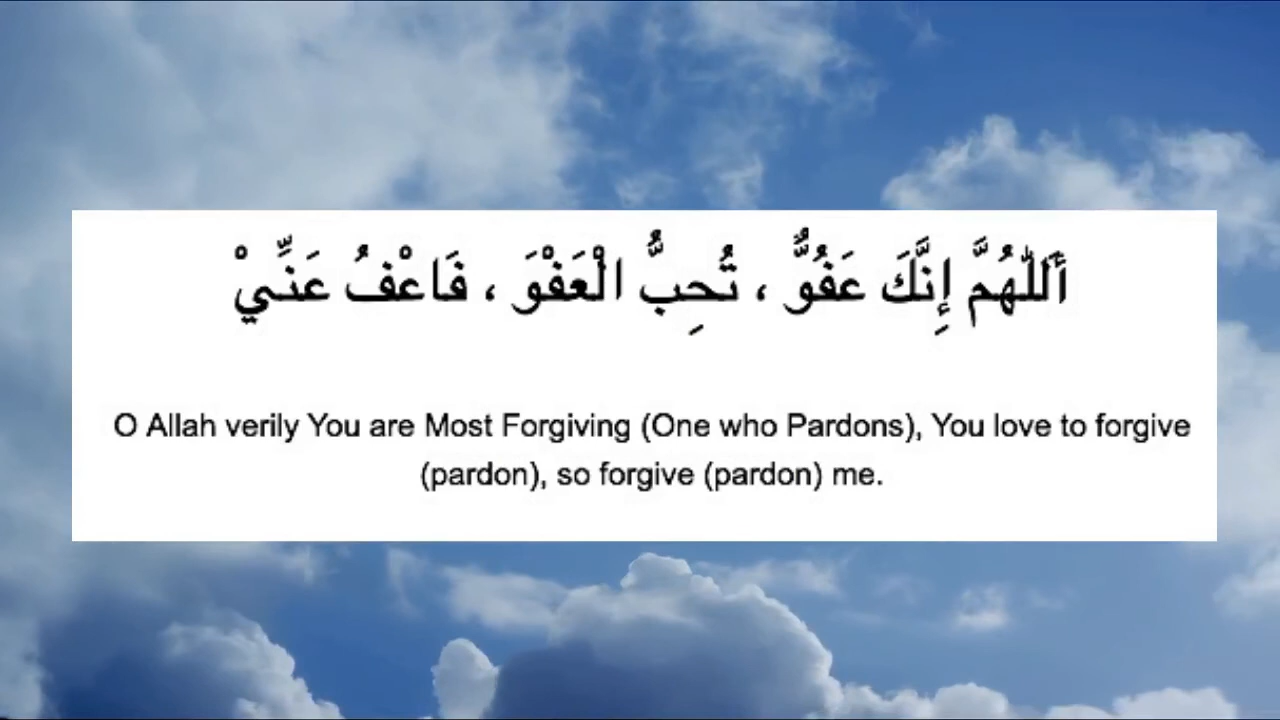 أَللّٰهُمَّ إِنَّكَ عَفُوٌّ ، تُحِبُّ الْعَفْوَ ، فَاعْفُ عَنِّيْ
O Allah verily You are Most Forgiving (One who Pardons), You love to forgive
(pardon), so forgive (pardon) me.